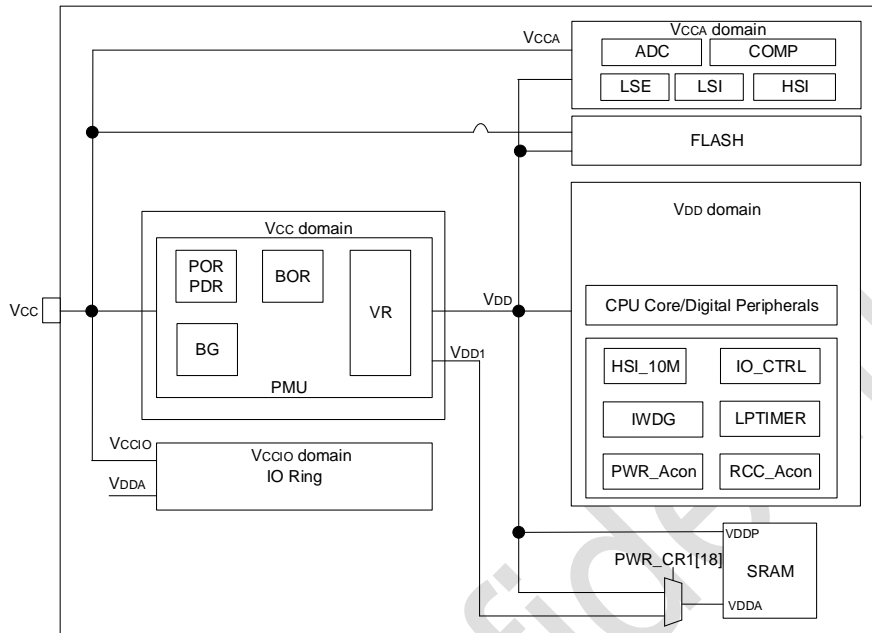 VCCA domain
VCCA
ADC
COMP
LSE
LSI
HSI
FLASH
VCC domain
VDD domain
POR
PDR
BOR
VR
VCC
VDD
CPU Core/Digital Peripherals
BG
VDD1
HSI_10M
IO_CTRL
PMU
IWDG
LPTIMER
VCCIO
VCCIO domain
IO Ring
PWR_Acon
RCC_Acon
VDDA
VDDP
PWR_CR1[18]
SRAM
VDDA